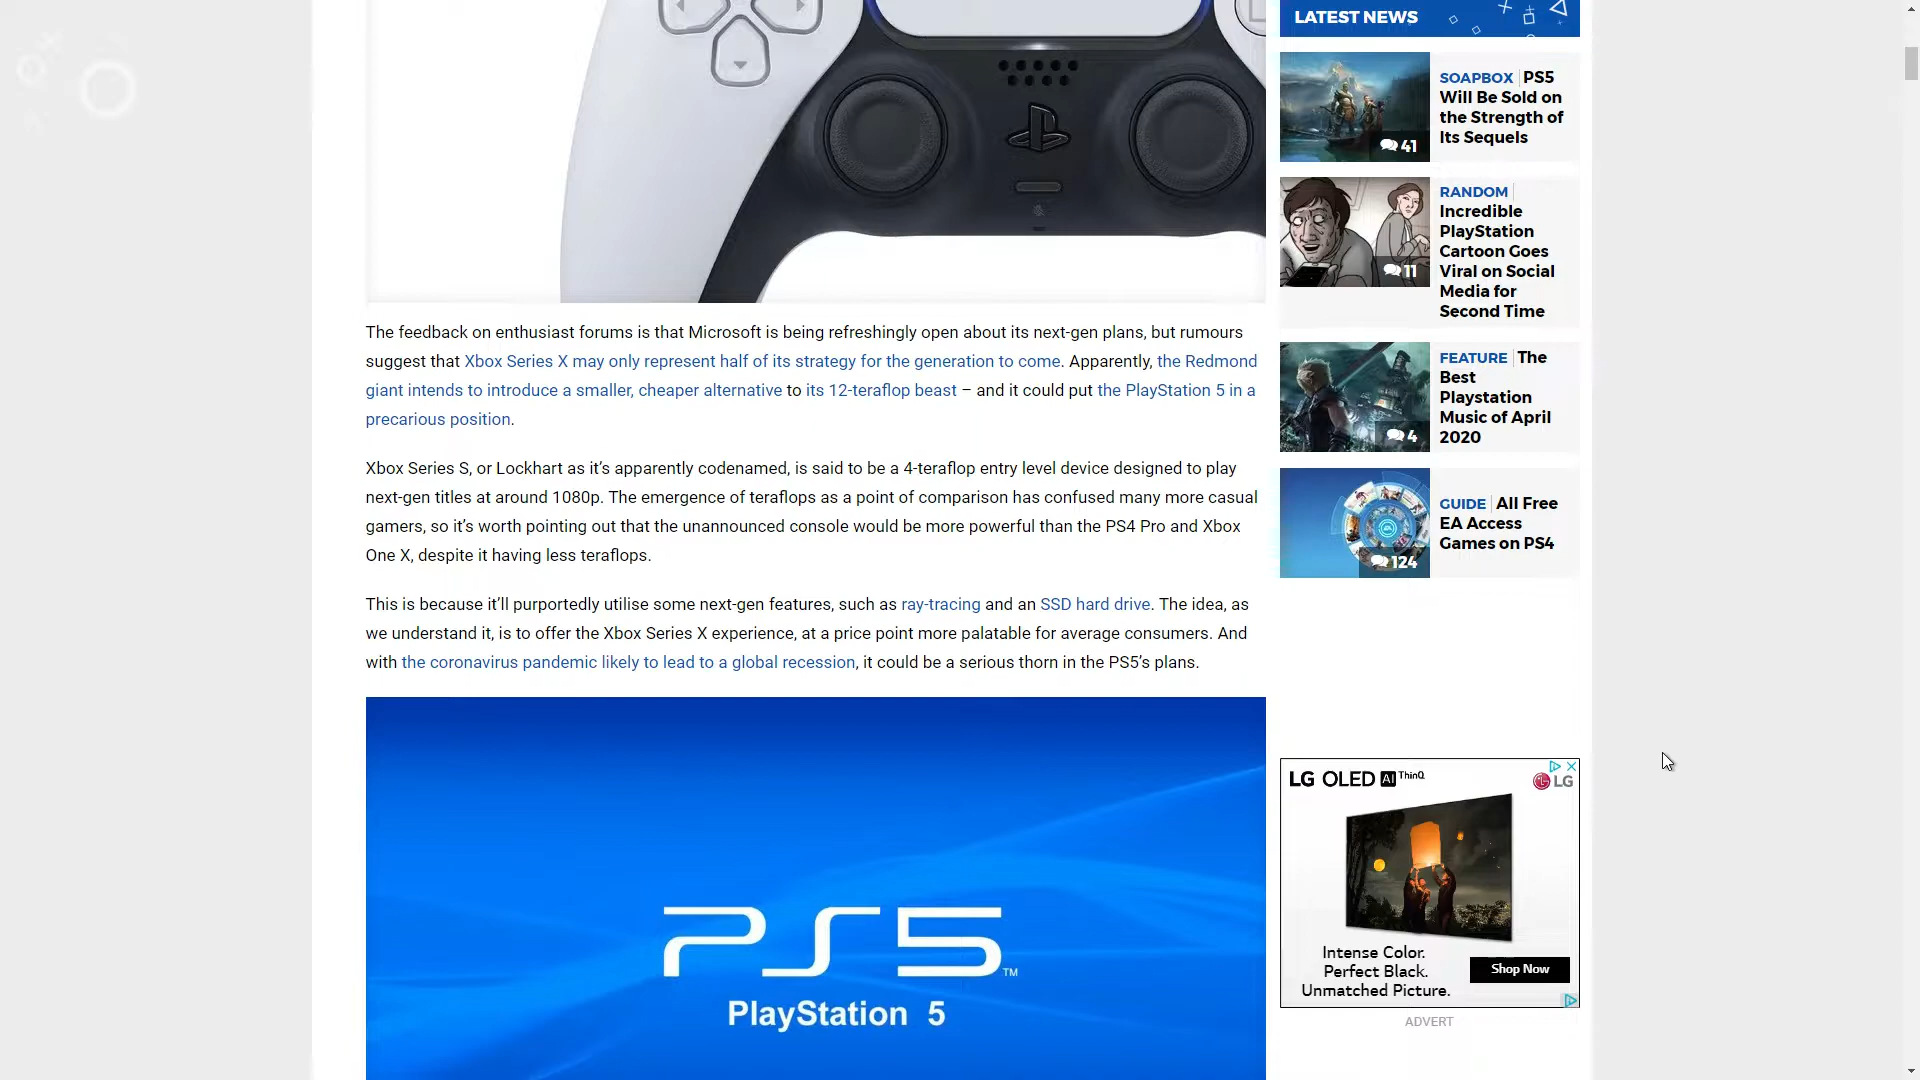 The feedback on enthusiast forums is that Microsoft is being refreshingly open about its next-gen plans, but rumours
suggest that Xbox Series X may only represent half of its strategy for the generation to come. Apparently, the Redmond
giant intends to introduce a smaller, cheaper alternative to its 12-teraflop beast – and it could put the PlayStation 5 in a
precarious position.
Xbox Series S, or Lockhart as it’s apparently codenamed, is said to be a 4-teraflop entry level device designed to play
next-gen titles at around 1080p. The emergence of teraflops as a point of comparison has confused many more casual
gamers, so it’s worth pointing out that the unannounced console would be more powerful than the PS4 Pro and Xbox
One X, despite it having less teraflops.
This is because it’ll purportedly utilise some next-gen features, such as ray-tracing and an SSD hard drive. The idea, as
we understand it, is to offer the Xbox Series X experience, at a price point more palatable for average consumers. And
with the coronavirus pandemic likely to lead to a global recession, it could be a serious thorn in the PS5’s plans.
PS5™
PlayStation 5
LATEST NEWS
SOAPBOX PS5
Will Be Sold on
the Strength of
Its Sequels
41
RANDOM
Incredible
PlayStation
Cartoon Goes
Viral on Social
Media for
Second Time
11
FEATURE The
Best
Playstation
Music of April
2020
4
GUIDE All Free
EA Access
Games on PS4
124
LG OLED AI ThinQ
LG
Intense Color.
Perfect Black.
Unmatched Picture.
Shop Now
ADVERT